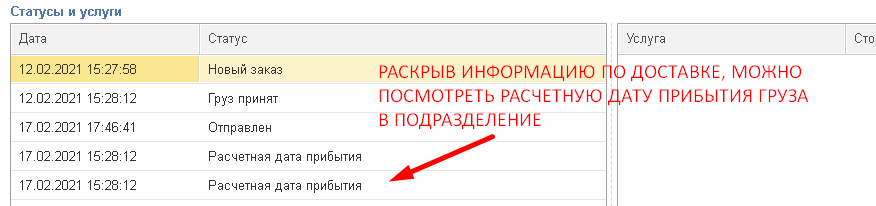 Статусы и услуги
Дата Статус Услуга Сто
12.02.2021 15:27:58 Новый заказ
12.02.2021 15:28:12 Груз принят
17.02.2021 17:46:41 Отправлен
17.02.2021 15:28:12 Расчетная дата прибытия
17.02.2021 15:28:12 Расчетная дата прибытия
РАСКРЫВ ИНФОРМАЦИЮ ПО ДОСТАВКЕ, МОЖНО
ПОСМОТРЕТЬ РАСЧЕТНУЮ ДАТУ ПРИБЫТИЯ ГРУЗА
В ПОДРАЗДЕЛЕНИЕ